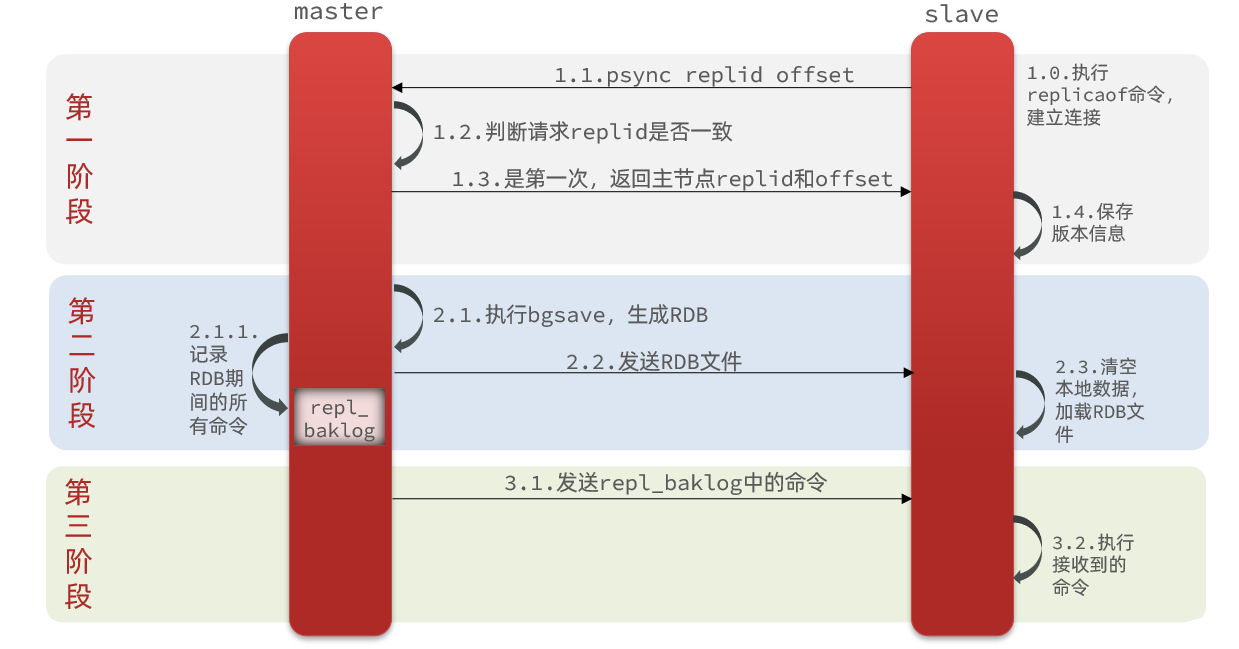 master
slave
第一阶段
1.0.执行
replicaof命令，
建立连接
1.1.psync replid offset
1.2.判断请求replid是否一致
1.3.是第一次，返回主节点replid和offset
1.4.保存
版本信息
第二阶段
2.1.执行bgsave，生成RDB
2.1.1.
记录
RDB期
间的所
有命令
repl_
baklog
2.2.发送RDB文件
2.3.清空
本地数据，
加载RDB文
件
第三阶段
3.1.发送repl_baklog中的命令
3.2.执行
接收到的
命令